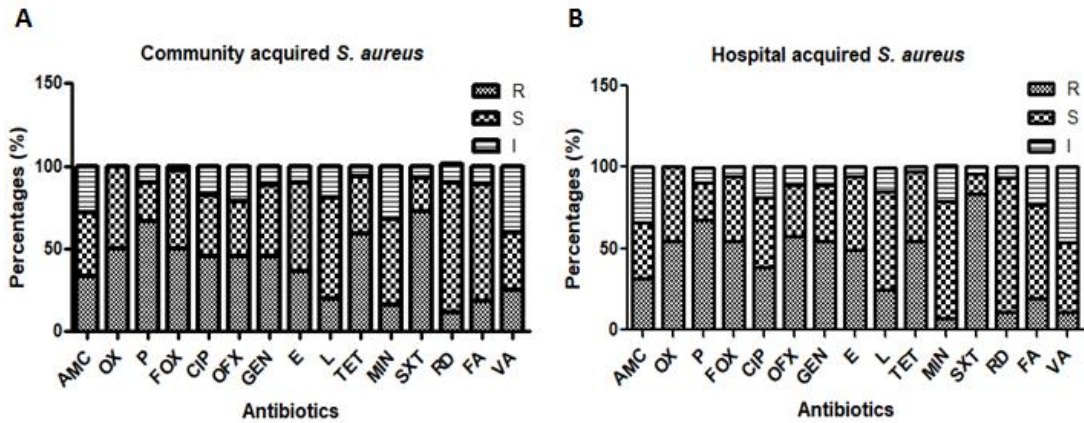 A
Community acquired S. aureus
150
100
50
0
Percentages (%)
R
S
I
AMC
OX
P
FOX
CIP
OFX
GEN
E
L
TET
MIN
SXT
RD
FA
VA
Antibiotics
B
Hospital acquired S. aureus
150
100
50
0
Percentages (%)
R
S
I
AMC
OX
P
FOX
CIP
OFX
GEN
E
L
TET
MIN
SXT
RD
FA
VA
Antibiotics